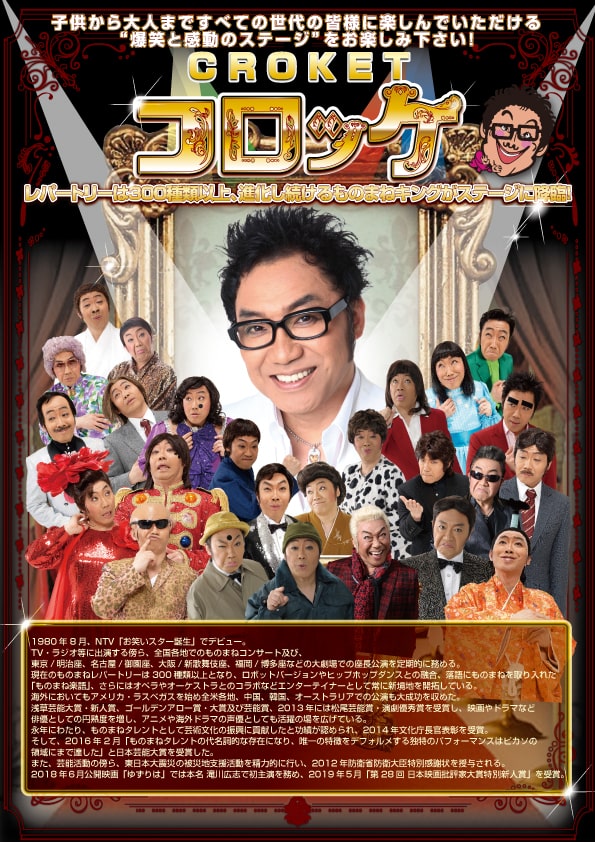 子供から大人まですべての世代の皆様に楽しんでいただける
“爆笑と感動のステージ”をお楽しみ下さい!
CROKET
コロッケ
レパートリーは300種類以上、進化し続けるものまねキングがステージに降臨!
1980年8月、NTV「お笑いスター誕生」でデビュー。
TV・ラジオ等に出演する傍ら、全国各地でのものまねコンサート及び、
東京/明治座、名古屋/御園座、大阪/新歌舞伎座、福岡/博多座などの大劇場での座長公演を定期的に務める。
現在のものまねレパートリーは300種類以上となり、ロボットバージョンやヒップホップダンスとの融合、落語にものまねを取り入れた
「ものまね楽語」、さらにはオペラやオーケストラとのコラボなどエンターテイナーとして常に新境地を開拓している。
海外においてもアメリカ・ラスベガスを始め全米各地、中国、韓国、オーストラリアでの公演も大成功を収めた。
浅草芸能大賞・新人賞、ゴールデンアロー賞・大賞及び芸能賞、2013年には松尾芸能賞・演劇優秀賞を受賞し、映画やドラマなど
俳優としての円熟度を増し、アニメや海外ドラマの声優としても活躍の場を広げている。
永年にわたり、ものまねタレントとして芸術文化の振興に貢献したと功績が認められ、2014年文化庁長官表彰を受賞。
そして、2016年2月「ものまねタレントの代名詞的な存在になり、唯一の特徴をデフォルメする独特のパフォーマンスはピカソの
領域にまで達した」と日本芸能大賞を受賞した。
また、芸能活動の傍ら、東日本大震災の被災地支援活動を精力的に行い、2012年防衛省防衛大臣特別感謝状を授与される。
2018年6月公開映画「ゆずりは」では本名 滝川広志で初主演を務め、2019年5月「第28回 日本映画批評家大賞特別新人賞」を受賞。